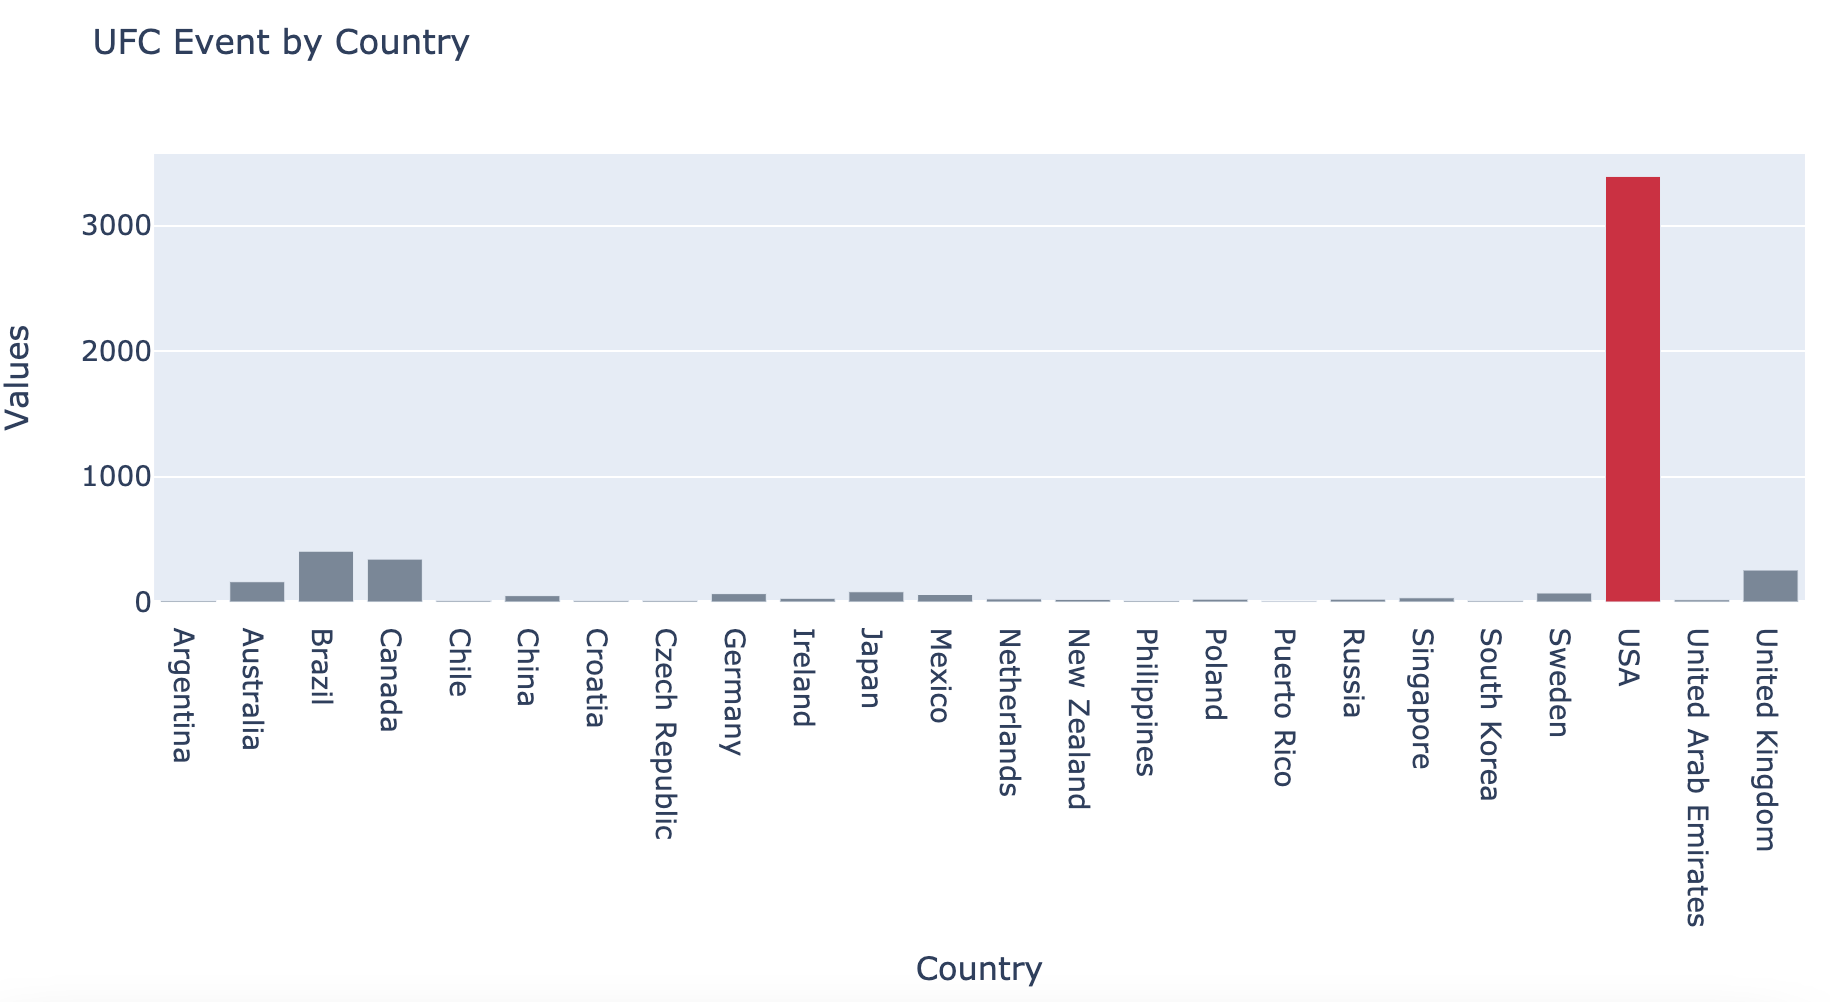 UFC Event by Country
Values
3000
2000
1000
0
Argentina
Australia
Brazil
Canada
Chile
China
Croatia
Czech Republic
Germany
Ireland
Japan
Mexico
Netherlands
New Zealand
Philippines
Poland
Puerto Rico
Russia
Singapore
South Korea
Sweden
USA
United Arab Emirates
United Kingdom
Country